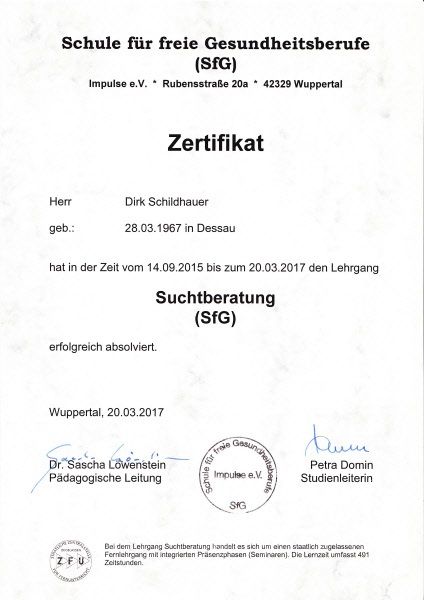 Schule für freie Gesundheitsberufe
(SfG)
Impulse e.V. * Rubensstraße 20a * 42329 Wuppertal
Zertifikat
Herr Dirk Schildhauer
geb.: 28.03.1967 in Dessau
hat in der Zeit vom 14.09.2015 bis zum 20.03.2017 den Lehrgang
Suchtberatung
(SfG)
erfolgreich absolviert.
Wuppertal, 20.03.2017
Dr. Sascha Löwenstein
Pädagogische Leitung
Schule für freie Gesundheitsberufe
Impulse e.V.
SfG
Petra Domin
Studienleiterin
ZFU
Bei dem Lehrgang Suchtberatung handelt es sich um einen staatlich zugelassenen
Fernlehrgang mit integrierten Präsenzphasen (Seminaren). Die Lernzeit umfasst 491
Zeitstunden.